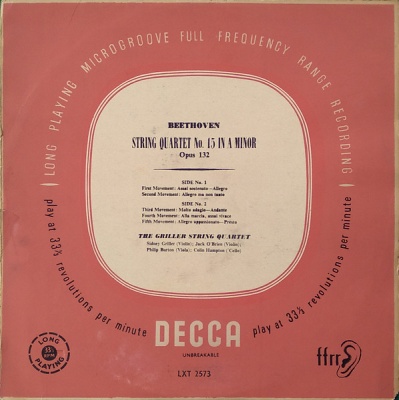 LONG PLAYING MICROGROOVE FULL FREQUENCY RANGE RECORDING
BEETHOVEN
STRING QUARTET No. 15 IN A MINOR
Opus 132
SIDE No. 1
First Movement: Assai sostenuto—Allegro
Second Movement: Allegro ma non tanto
SIDE No. 2
Third Movement: Molto adagio—Andante
Fourth Movement: Alla marcia, assai vivace
Fifth Movement: Allegro appassionato—Presto
THE GRILLER STRING QUARTET
Sidney Griller (Violin); Jack O'Brien (Violin);
Philip Burton (Viola); Colin Hampton ('Cello)
play at 33⅓ revolutions per minute
DECCA
play at 33⅓ revolutions per minute
UNBREAKABLE
LONG
33⅓
RPM
PLAYING
ffrr
LXT 2573